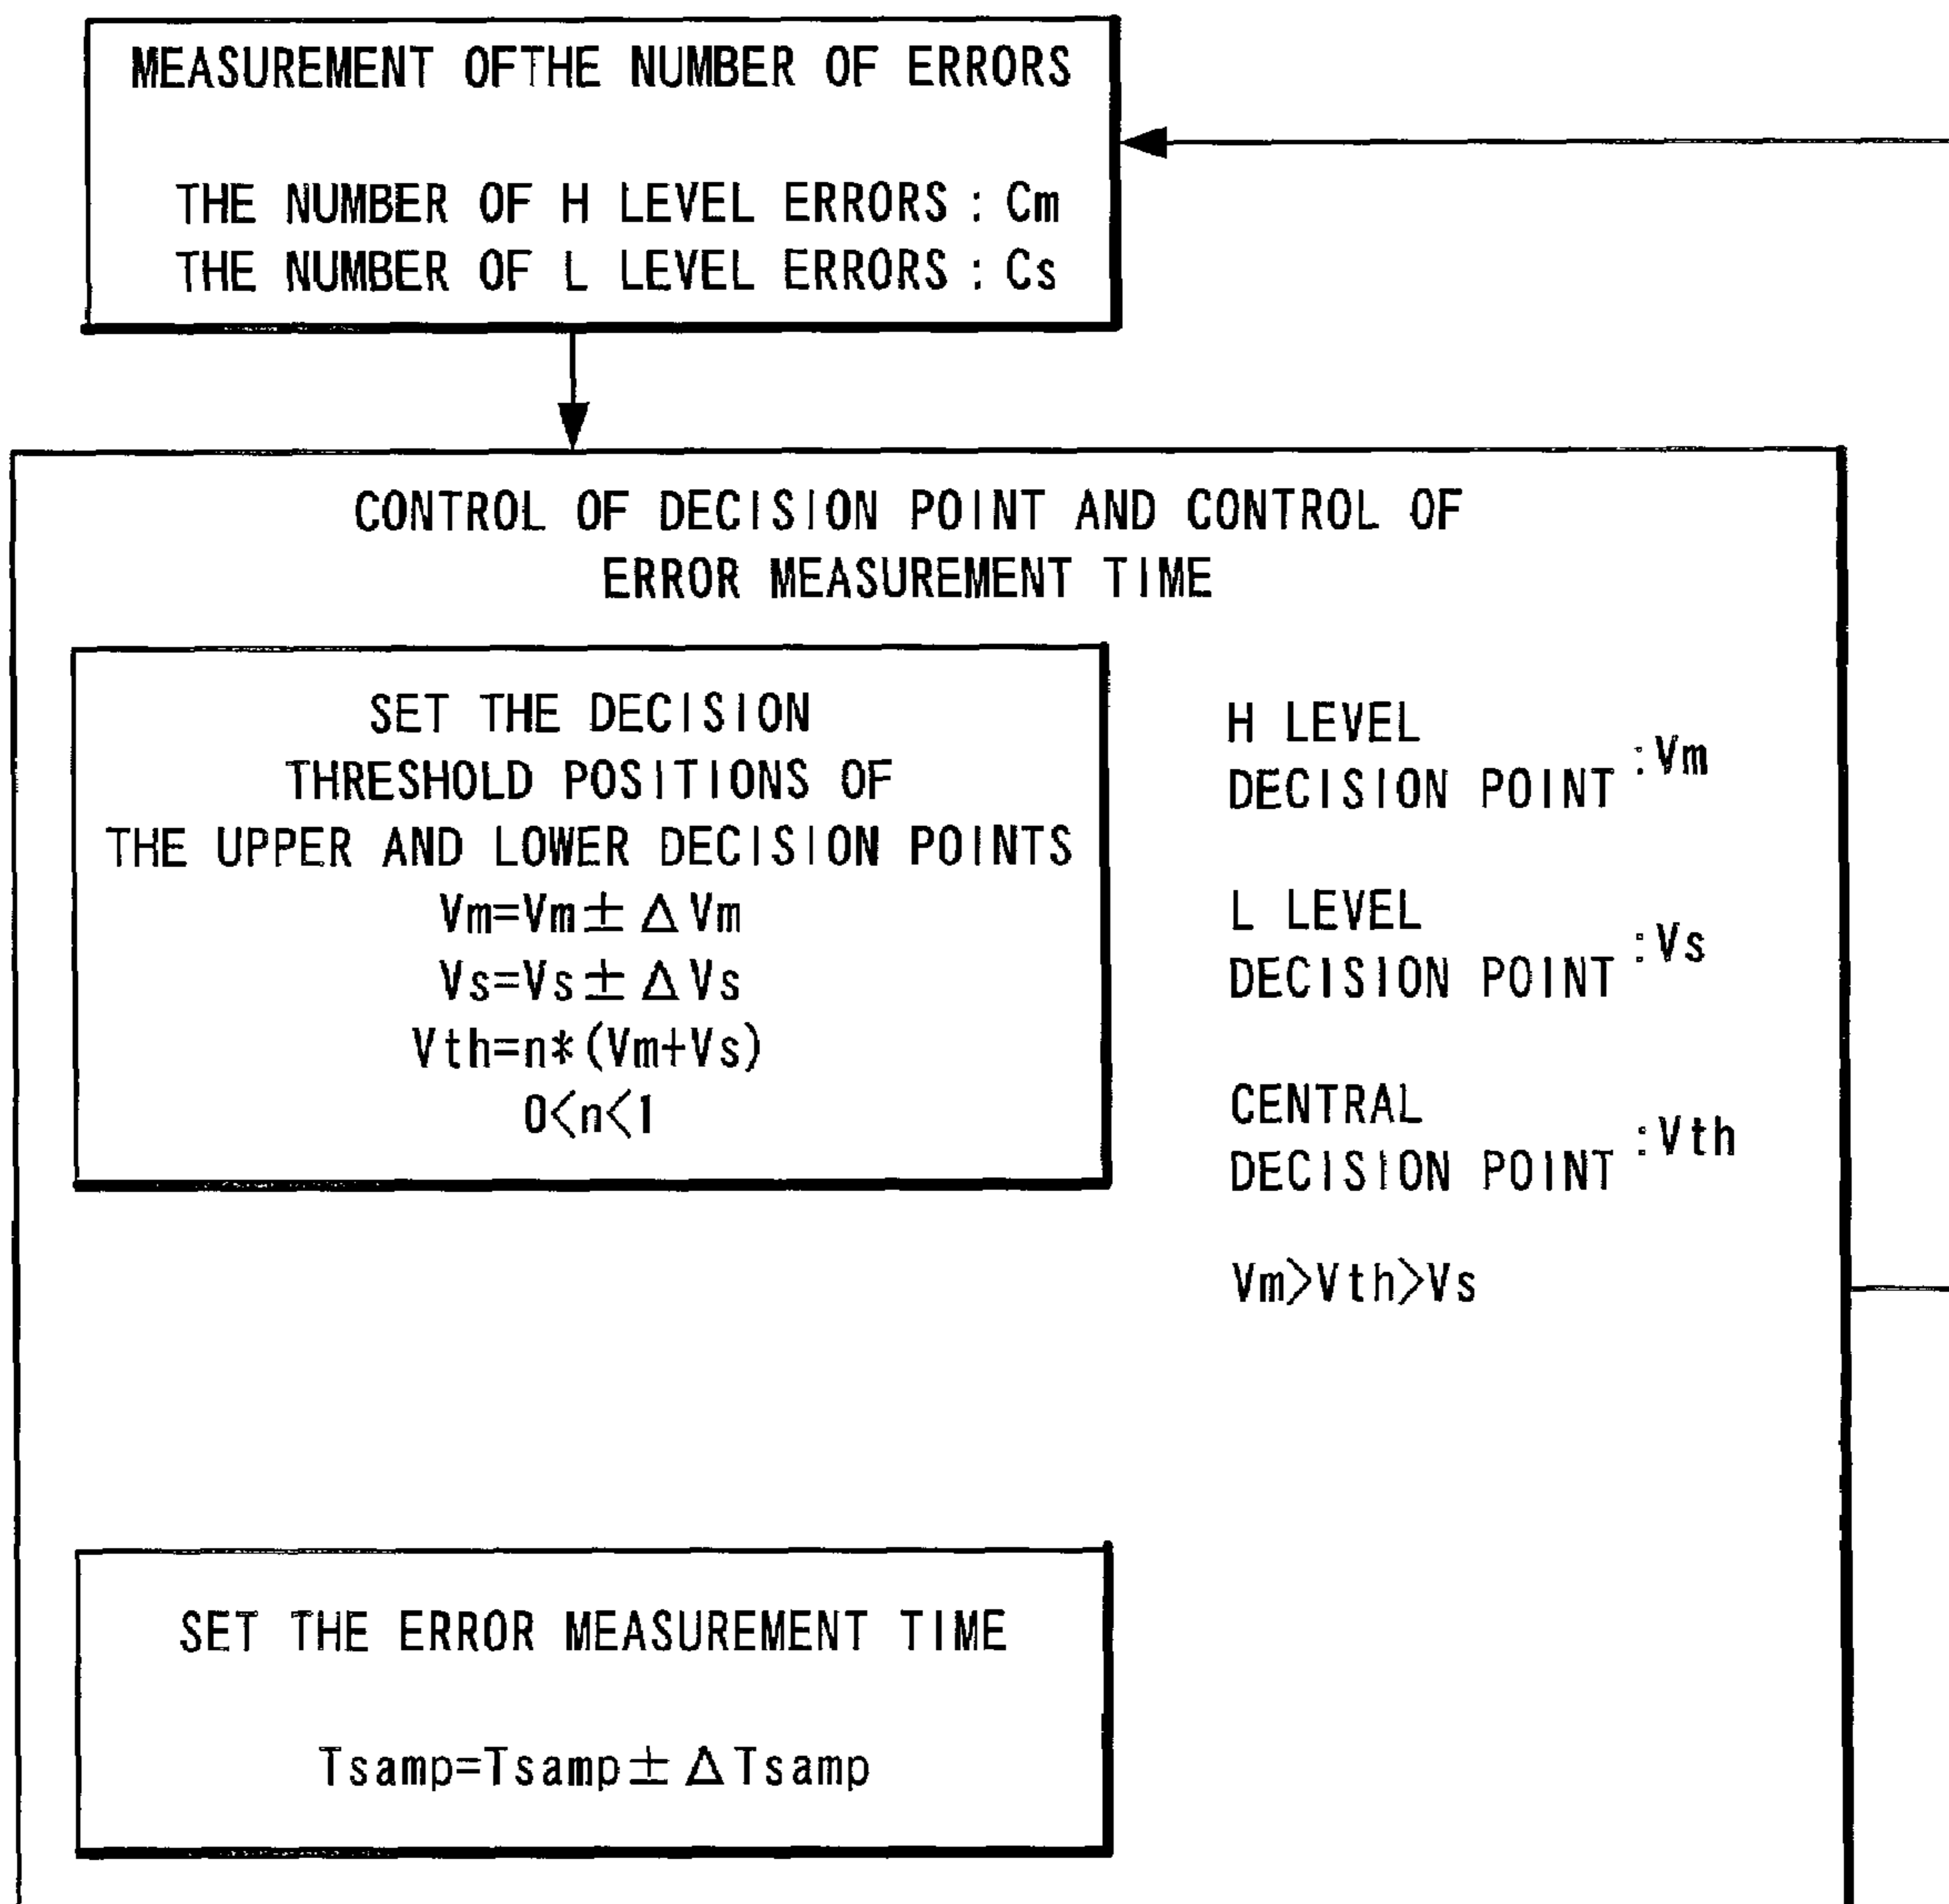 MEASUREMENT OFTHE NUMBER OF ERRORS
THE NUMBER OF H LEVEL ERRORS : Cm
THE NUMBER OF L LEVEL ERRORS : Cs
CONTROL OF DECISION POINT AND CONTROL OF
ERROR MEASUREMENT TIME
SET THE DECISION
THRESHOLD POSITIONS OF
THE UPPER AND LOWER DECISION POINTS
Vm=Vm± ΔVm
Vs=Vs± ΔVs
Vth=n*(Vm+Vs)
0<n<1
H LEVEL
DECISION POINT :Vm
L LEVEL
DECISION POINT :Vs
CENTRAL
DECISION POINT :Vth
Vm>Vth>Vs
SET THE ERROR MEASUREMENT TIME
Tsamp=Tsamp± ΔTsamp